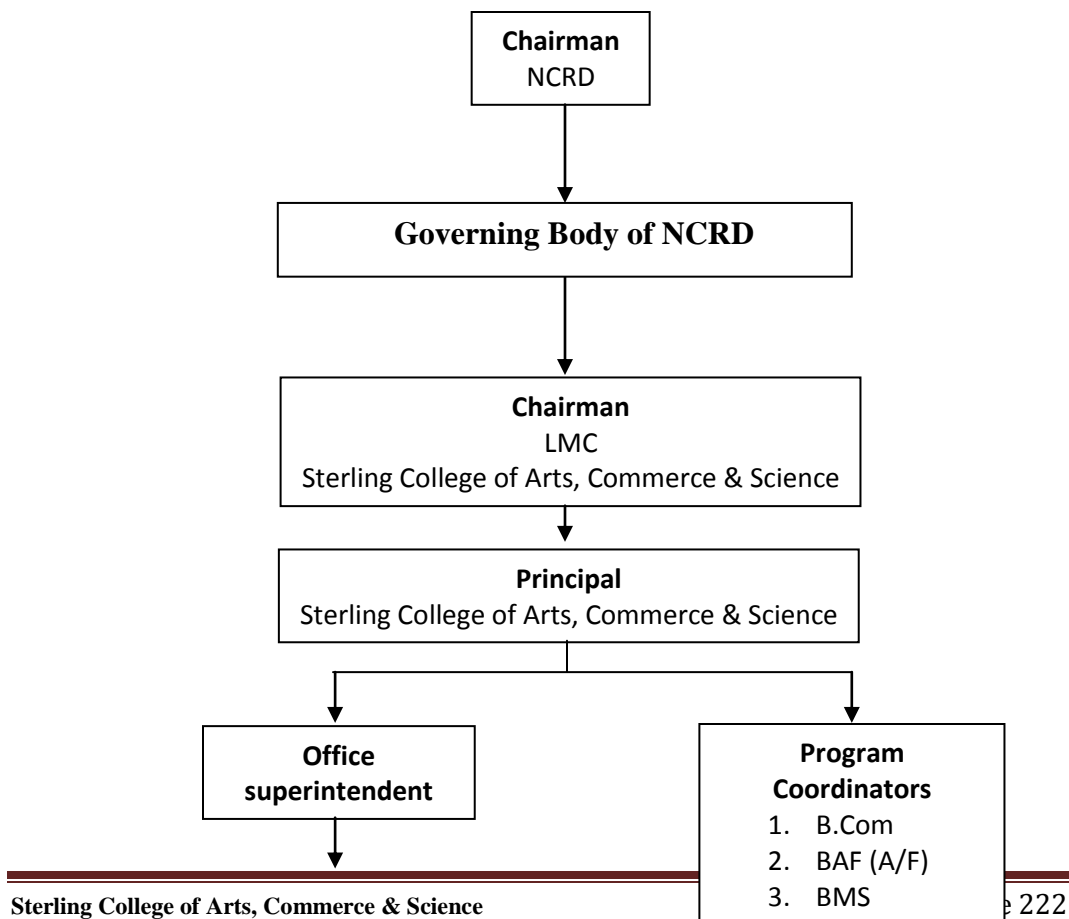 Chairman
NCRD
Governing Body of NCRD
Chairman
LMC
Sterling College of Arts, Commerce & Science
Principal
Sterling College of Arts, Commerce & Science
Office
superintendent
Program
Coordinators
1. B.Com
2. BAF (A/F)
3. BMS
Sterling College of Arts, Commerce & Science
222